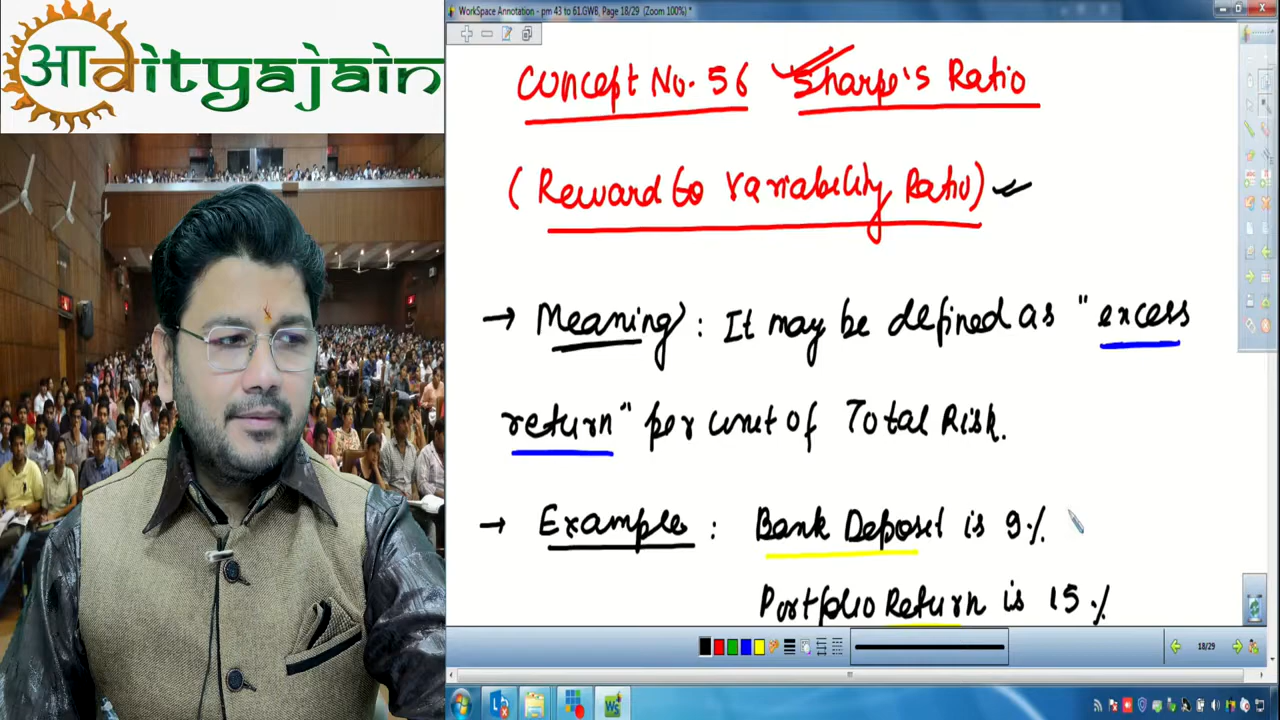 आdityajain
WorkSpace Annotation - pm 43 to 61.GWB, Page 18/29 (Zoom 100%) *
Concept No. 56 Sharpe's Ratio
(Reward to Variability Ratio)
→ Meaning : It may be defined as "excess
return" per unit of Total Risk.
→ Example : Bank Deposit is 9%
Portfolio Return is 15%
18/29